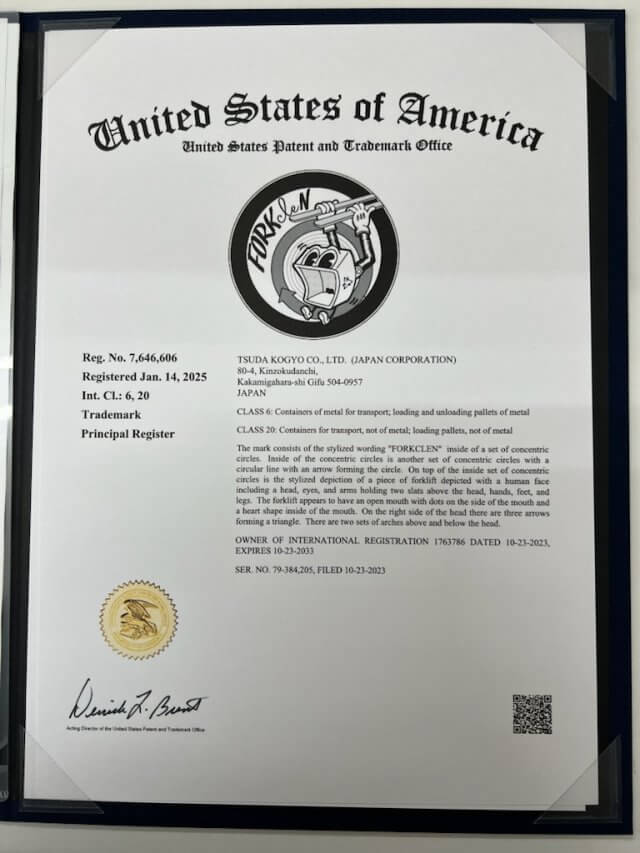 United States of America
United States Patent and Trademark Office
FORKcleN
Reg. No. 7,646,606
Registered Jan. 14, 2025
Int. Cl.: 6, 20
Trademark
Principal Register
TSUDA KOGYO CO., LTD. (JAPAN CORPORATION)
80-4, Kinzokudanchi,
Kakamigahara-shi Gifu 504-0957
JAPAN
CLASS 6: Containers of metal for transport; loading and unloading pallets of metal
CLASS 20: Containers for transport, not of metal; loading pallets, not of metal
The mark consists of the stylized wording "FORKCLEN" inside of a set of concentric
circles. Inside of the concentric circles is another set of concentric circles with a
circular line with an arrow forming the circle. On top of the inside set of concentric
circles is the stylized depiction of a piece of forklift depicted with a human face
including a head, eyes, and arms holding two slats above the head, hands, feet, and
legs. The forklift appears to have an open mouth with dots on the side of the mouth and
a heart shape inside of the mouth. On the right side of the head there are three arrows
forming a triangle. There are two sets of arches above and below the head.
OWNER OF INTERNATIONAL REGISTRATION 1763786 DATED 10-23-2023,
EXPIRES 10-23-2033
SER. NO. 79-384,205, FILED 10-23-2023
Acting Director of the United States Patent and Trademark Office